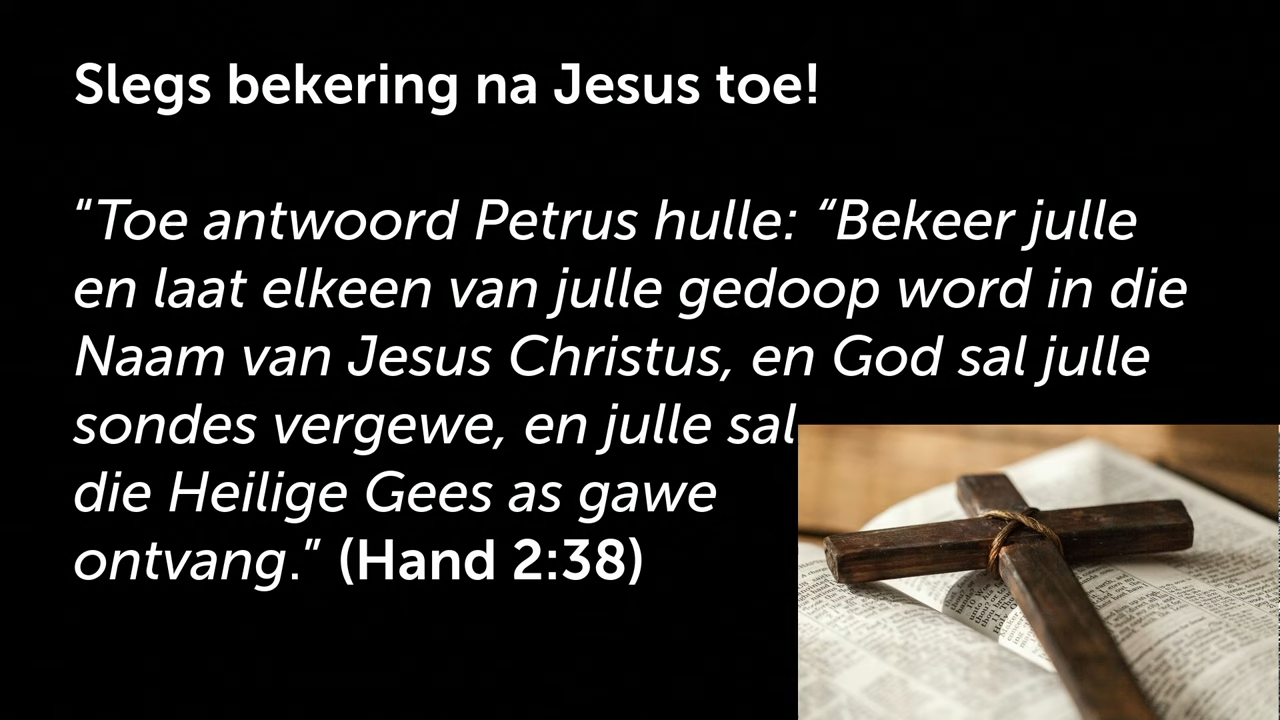 Slegs bekering na Jesus toe!
“Toe antwoord Petrus hulle: “Bekeer julle
en laat elkeen van julle gedoop word in die
Naam van Jesus Christus, en God sal julle
sondes vergewe, en julle sal
die Heilige Gees as gawe
ontvang.” (Hand 2:38)